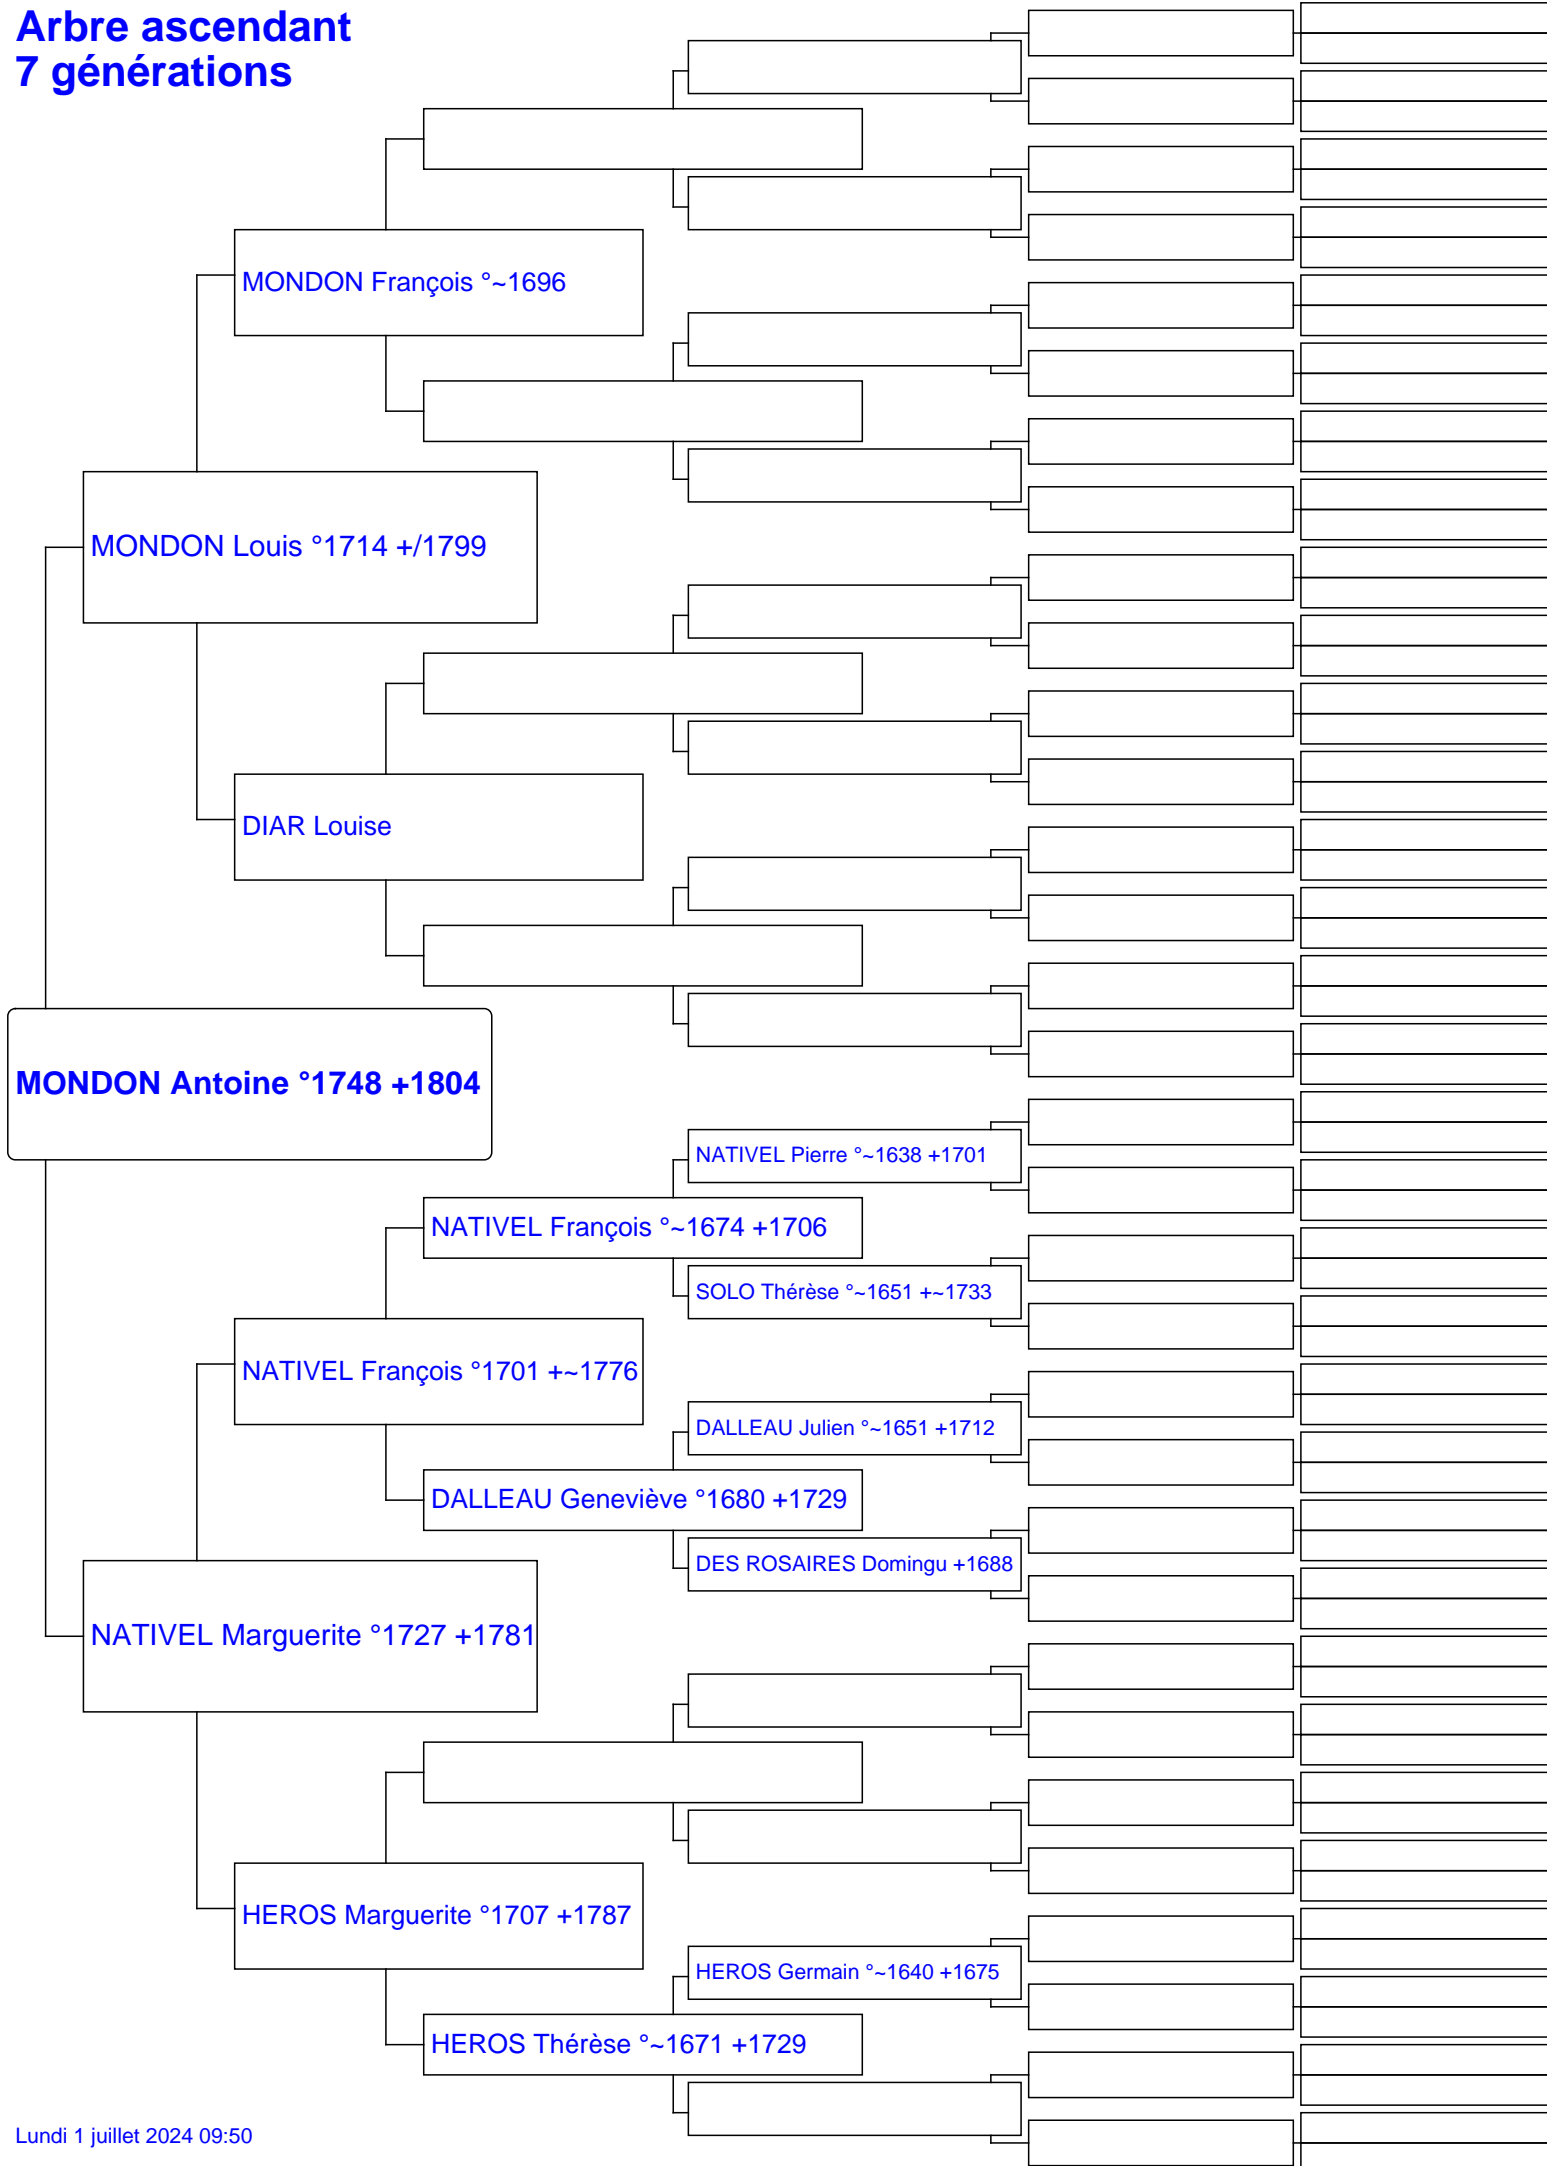 Arbre ascendant
7 générations
MONDON François °~1696
MONDON Louis °1714 +/1799
DIAR Louise
MONDON Antoine °1748 +1804
NATIVEL Pierre °~1638 +1701
NATIVEL François °~1674 +1706
SOLO Thérèse °~1651 +~1733
NATIVEL François °1701 +~1776
DALLEAU Julien °~1651 +1712
DALLEAU Geneviève °1680 +1729
DES ROSAIRES Domingu +1688
NATIVEL Marguerite °1727 +1781
HEROS Marguerite °1707 +1787
HEROS Germain °~1640 +1675
HEROS Thérèse °~1671 +1729
Lundi 1 juillet 2024 09:50